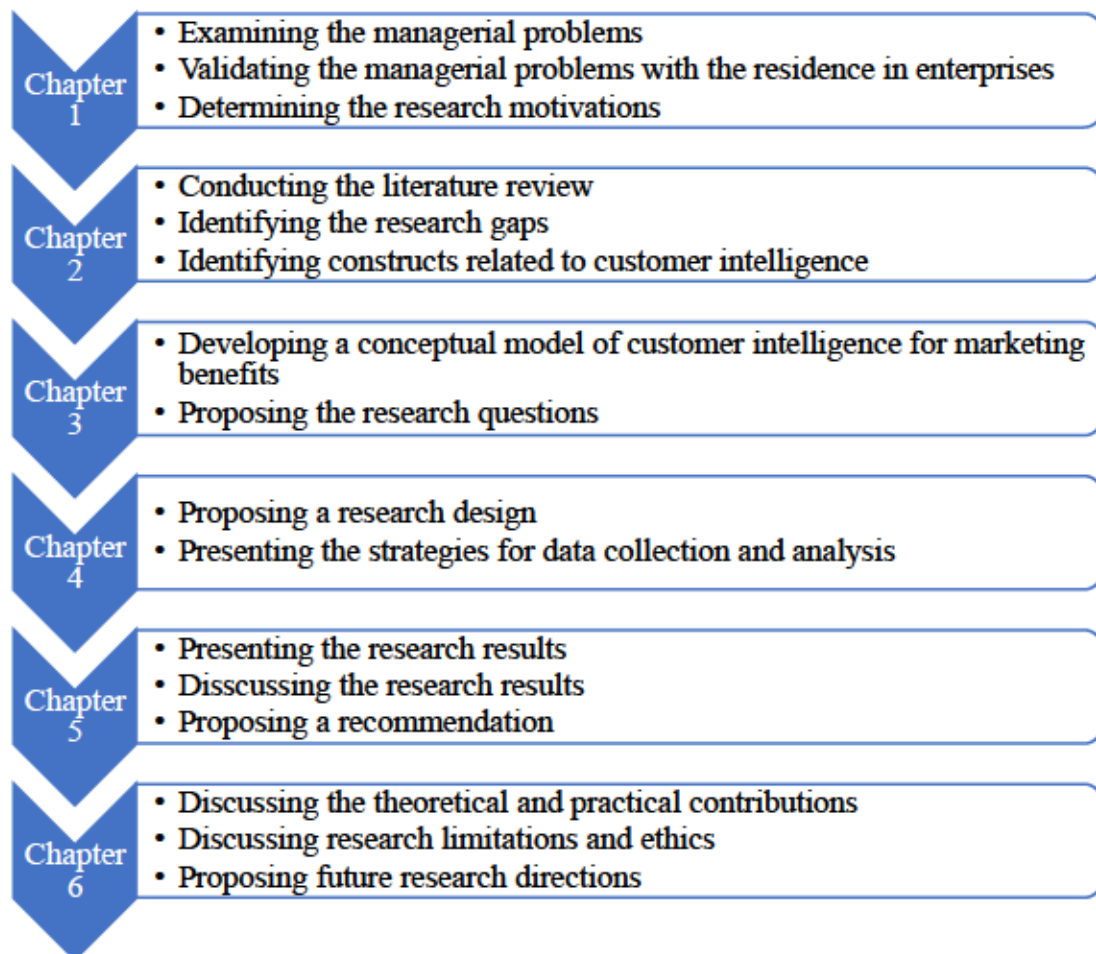 Chapter
1
• Examining the managerial problems
• Validating the managerial problems with the residence in enterprises
• Determining the research motivations
Chapter
2
• Conducting the literature review
• Identifying the research gaps
• Identifying constructs related to customer intelligence
Chapter
3
• Developing a conceptual model of customer intelligence for marketing
benefits
• Proposing the research questions
Chapter
4
• Proposing a research design
• Presenting the strategies for data collection and analysis
Chapter
5
• Presenting the research results
• Disscussing the research results
• Proposing a recommendation
Chapter
6
• Discussing the theoretical and practical contributions
• Discussing research limitations and ethics
• Proposing future research directions